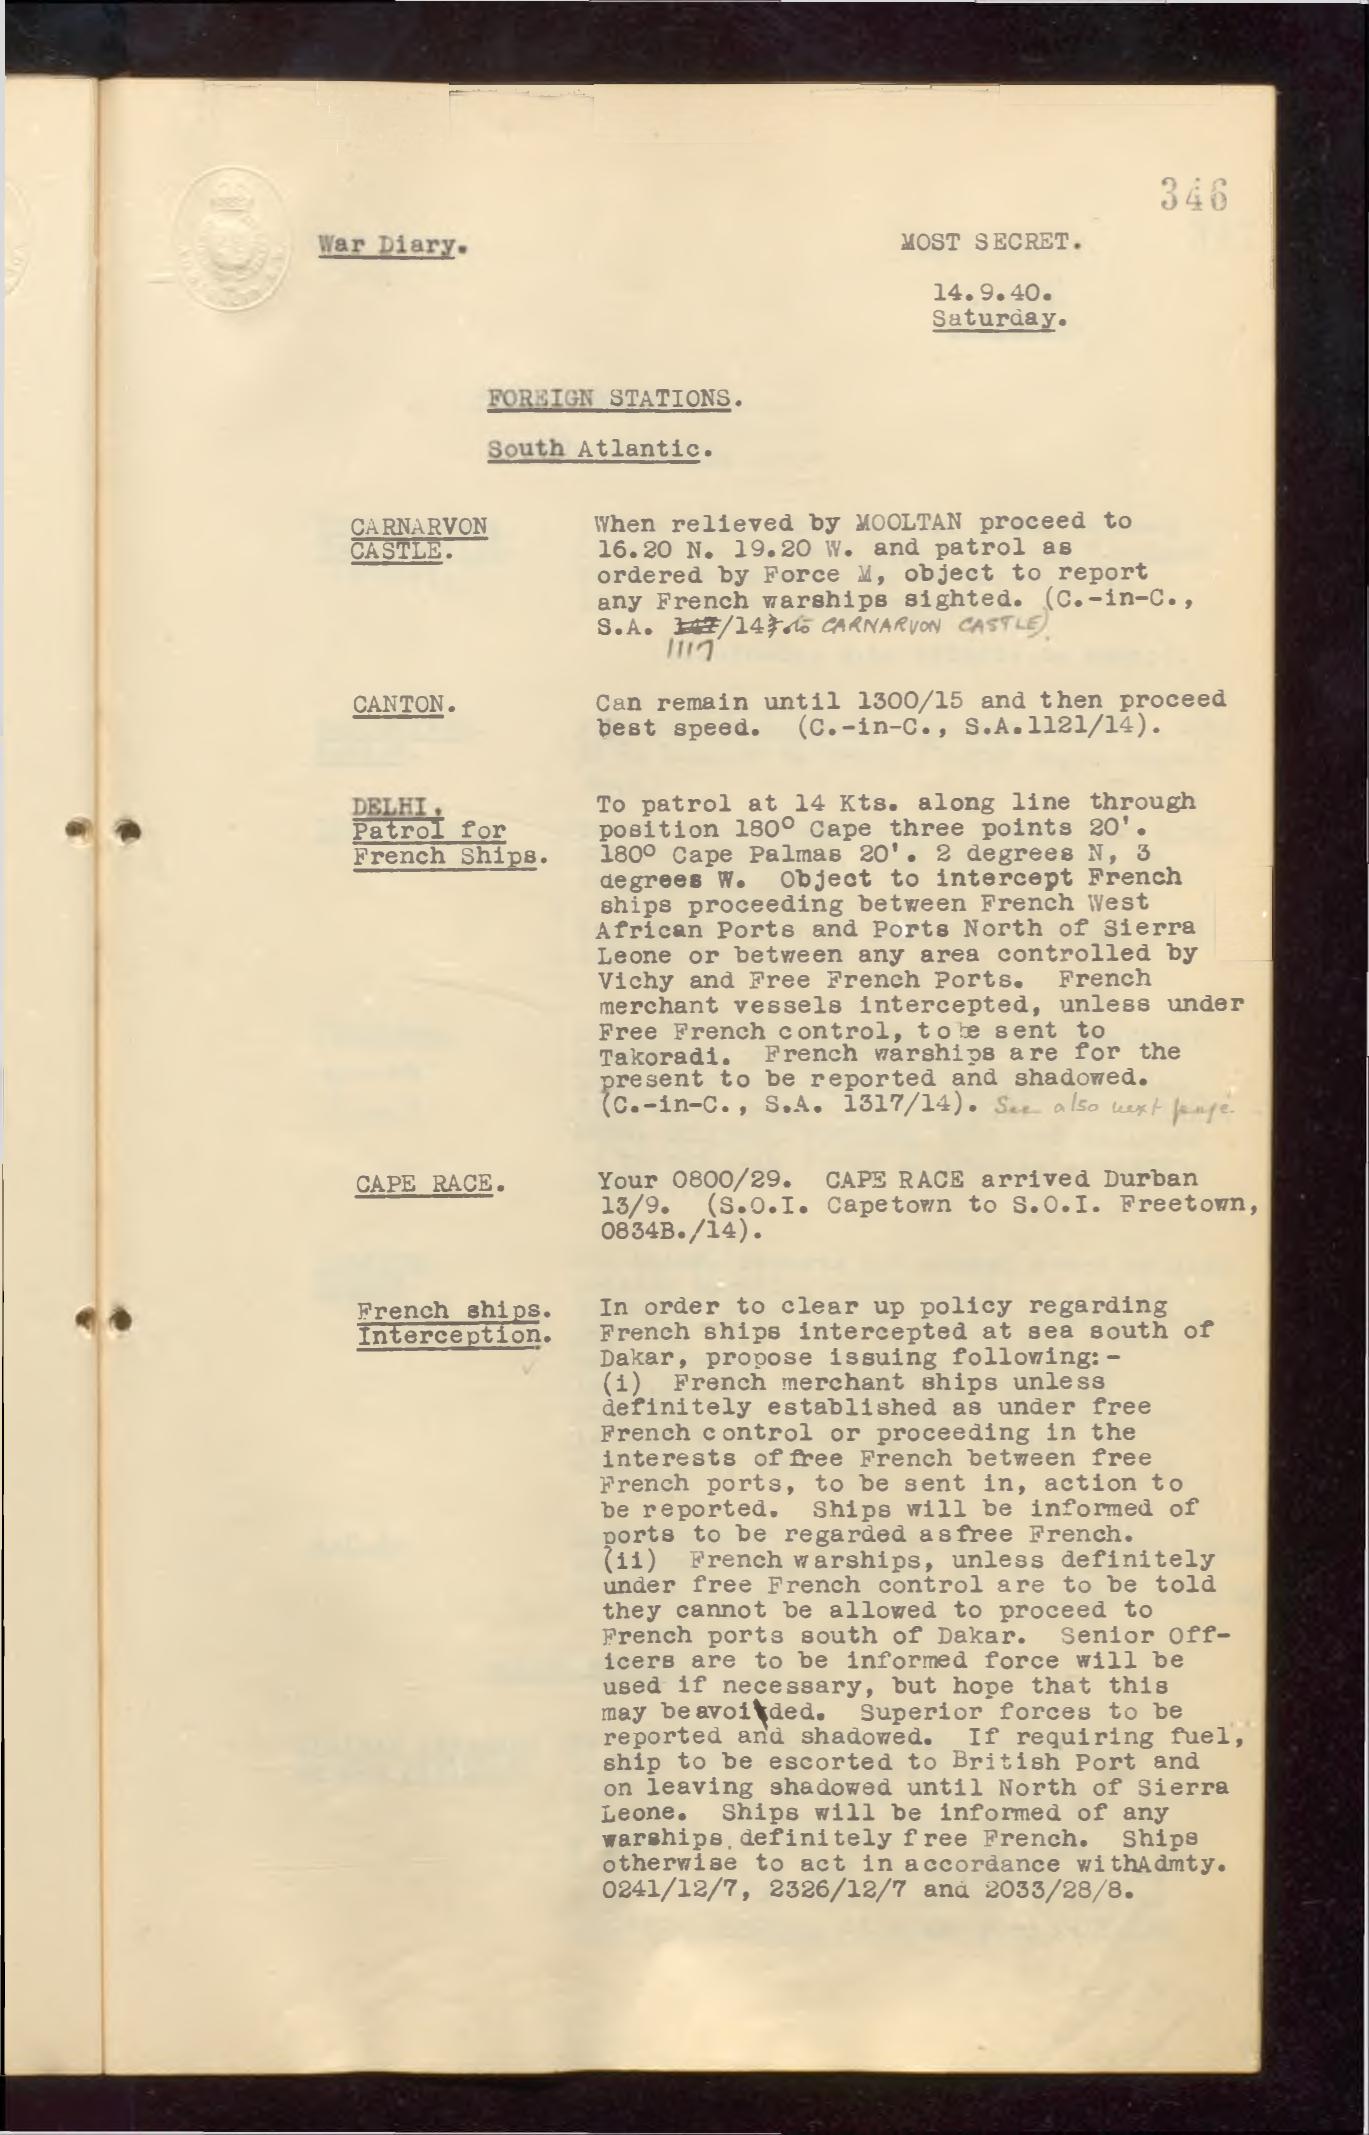 346
War Diary.
MOST SECRET.
14.9.40.
Saturday.
FOREIGN STATIONS.
South Atlantic.
CARNARVON
CASTLE.
When relieved by MOOLTAN proceed to
16.20 N. 19.20 W. and patrol as
ordered by Force M, object to report
any French warships sighted. (C.-in-C.,
S.A. 147/14). to CARNARVON CASTLE)
1117
CANTON.
Can remain until 1300/15 and then proceed
best speed. (C.-in-C., S.A.1121/14).
DELHI.
Patrol for
French Ships.
To patrol at 14 Kts. along line through
position 180° Cape three points 20'.
180° Cape Palmas 20'. 2 degrees N, 3
degrees W. Object to intercept French
ships proceeding between French West
African Ports and Ports North of Sierra
Leone or between any area controlled by
Vichy and Free French Ports. French
merchant vessels intercepted, unless under
Free French control, to be sent to
Takoradi. French warships are for the
present to be reported and shadowed.
(C.-in-C., S.A. 1317/14). See also next page.
CAPE RACE.
Your 0800/29. CAPE RACE arrived Durban
13/9. (S.O.I. Capetown to S.O.I. Freetown,
0834B./14).
French ships.
Interception.
In order to clear up policy regarding
French ships intercepted at sea south of
Dakar, propose issuing following:-
(i) French merchant ships unless
definitely established as under free
French control or proceeding in the
interests of free French between free
French ports, to be sent in, action to
be reported. Ships will be informed of
ports to be regarded as free French.
(ii) French warships, unless definitely
under free French control are to be told
they cannot be allowed to proceed to
French ports south of Dakar. Senior Off-
icers are to be informed force will be
used if necessary, but hope that this
may be avoided. Superior forces to be
reported and shadowed. If requiring fuel,
ship to be escorted to British Port and
on leaving shadowed until North of Sierra
Leone. Ships will be informed of any
warships definitely free French. Ships
otherwise to act in accordance with Admty.
0241/12/7, 2326/12/7 and 2033/28/8.